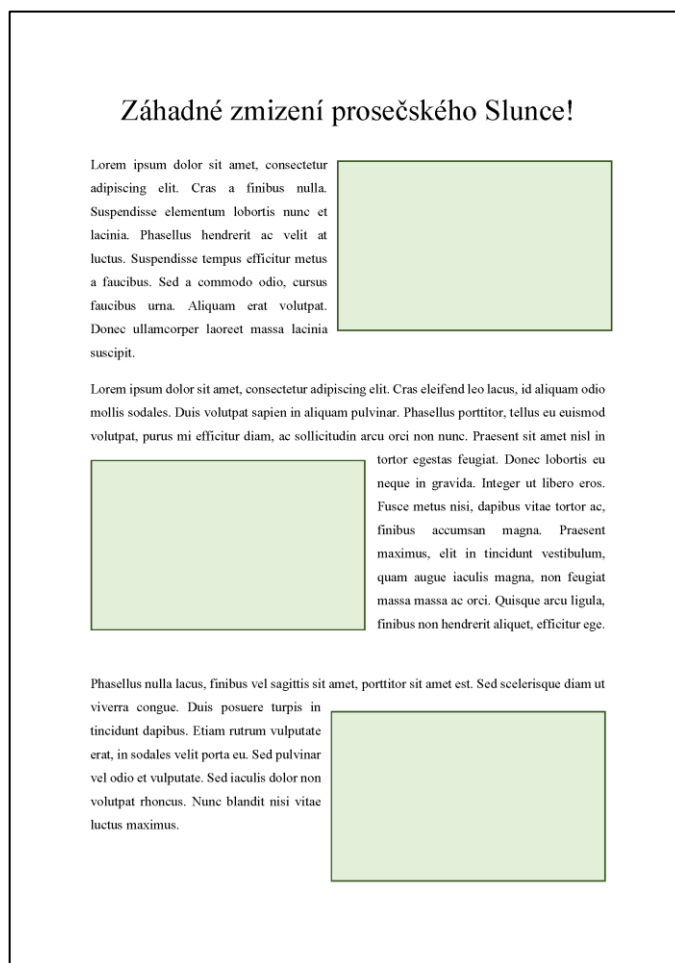 Záhadné zmizení prosečského Slunce!
Lorem ipsum dolor sit amet, consectetur
adipiscing elit. Cras a finibus nulla.
Suspendisse elementum lobortis nunc et
lacinia. Phasellus hendrerit ac velit at
luctus. Suspendisse tempus efficitur metus
a faucibus. Sed a commodo odio, cursus
faucibus urna. Aliquam erat volutpat.
Donec ullamcorper laoreet massa lacinia
suscipit.
Lorem ipsum dolor sit amet, consectetur adipiscing elit. Cras eleifend leo lacus, id aliquam odio
mollis sodales. Duis volutpat sapien in aliquam pulvinar. Phasellus porttitor, tellus eu euismod
volutpat, purus mi efficitur diam, ac sollicitudin arcu orci non nunc. Praesent sit amet nisl in
tortor egestas feugiat. Donec lobortis eu
neque in gravida. Integer ut libero eros.
Fusce metus nisi, dapibus vitae tortor ac,
finibus accumsan magna. Praesent
maximus, elit in tincidunt vestibulum,
quam augue iaculis magna, non feugiat
massa massa ac orci. Quisque arcu ligula,
finibus non hendrerit aliquet, efficitur ege.
Phasellus nulla lacus, finibus vel sagittis sit amet, porttitor sit amet est. Sed scelerisque diam ut
viverra congue. Duis posuere turpis in
tincidunt dapibus. Etiam rutrum vulputate
erat, in sodales velit porta eu. Sed pulvinar
vel odio et vulputate. Sed iaculis dolor non
volutpat rhoncus. Nunc blandit nisi vitae
luctus maximus.